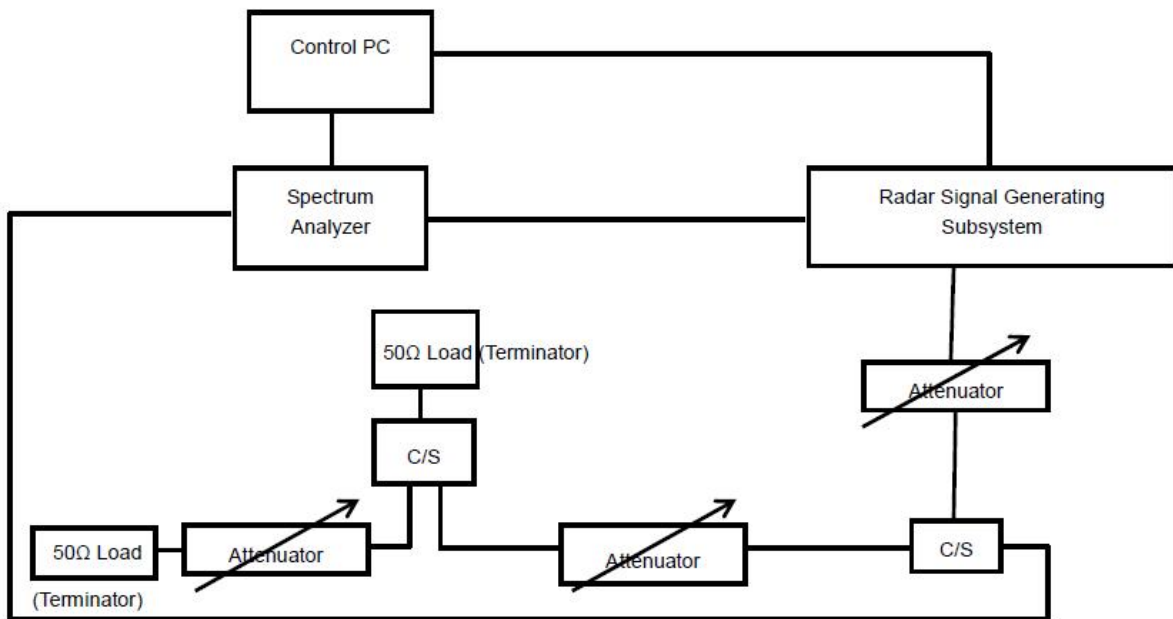 Control PC
Spectrum
Analyzer
Radar Signal Generating
Subsystem
50Ω Load (Terminator)
Attenuator
C/S
50Ω Load
(Terminator)
Attenuator
Attenuator
C/S